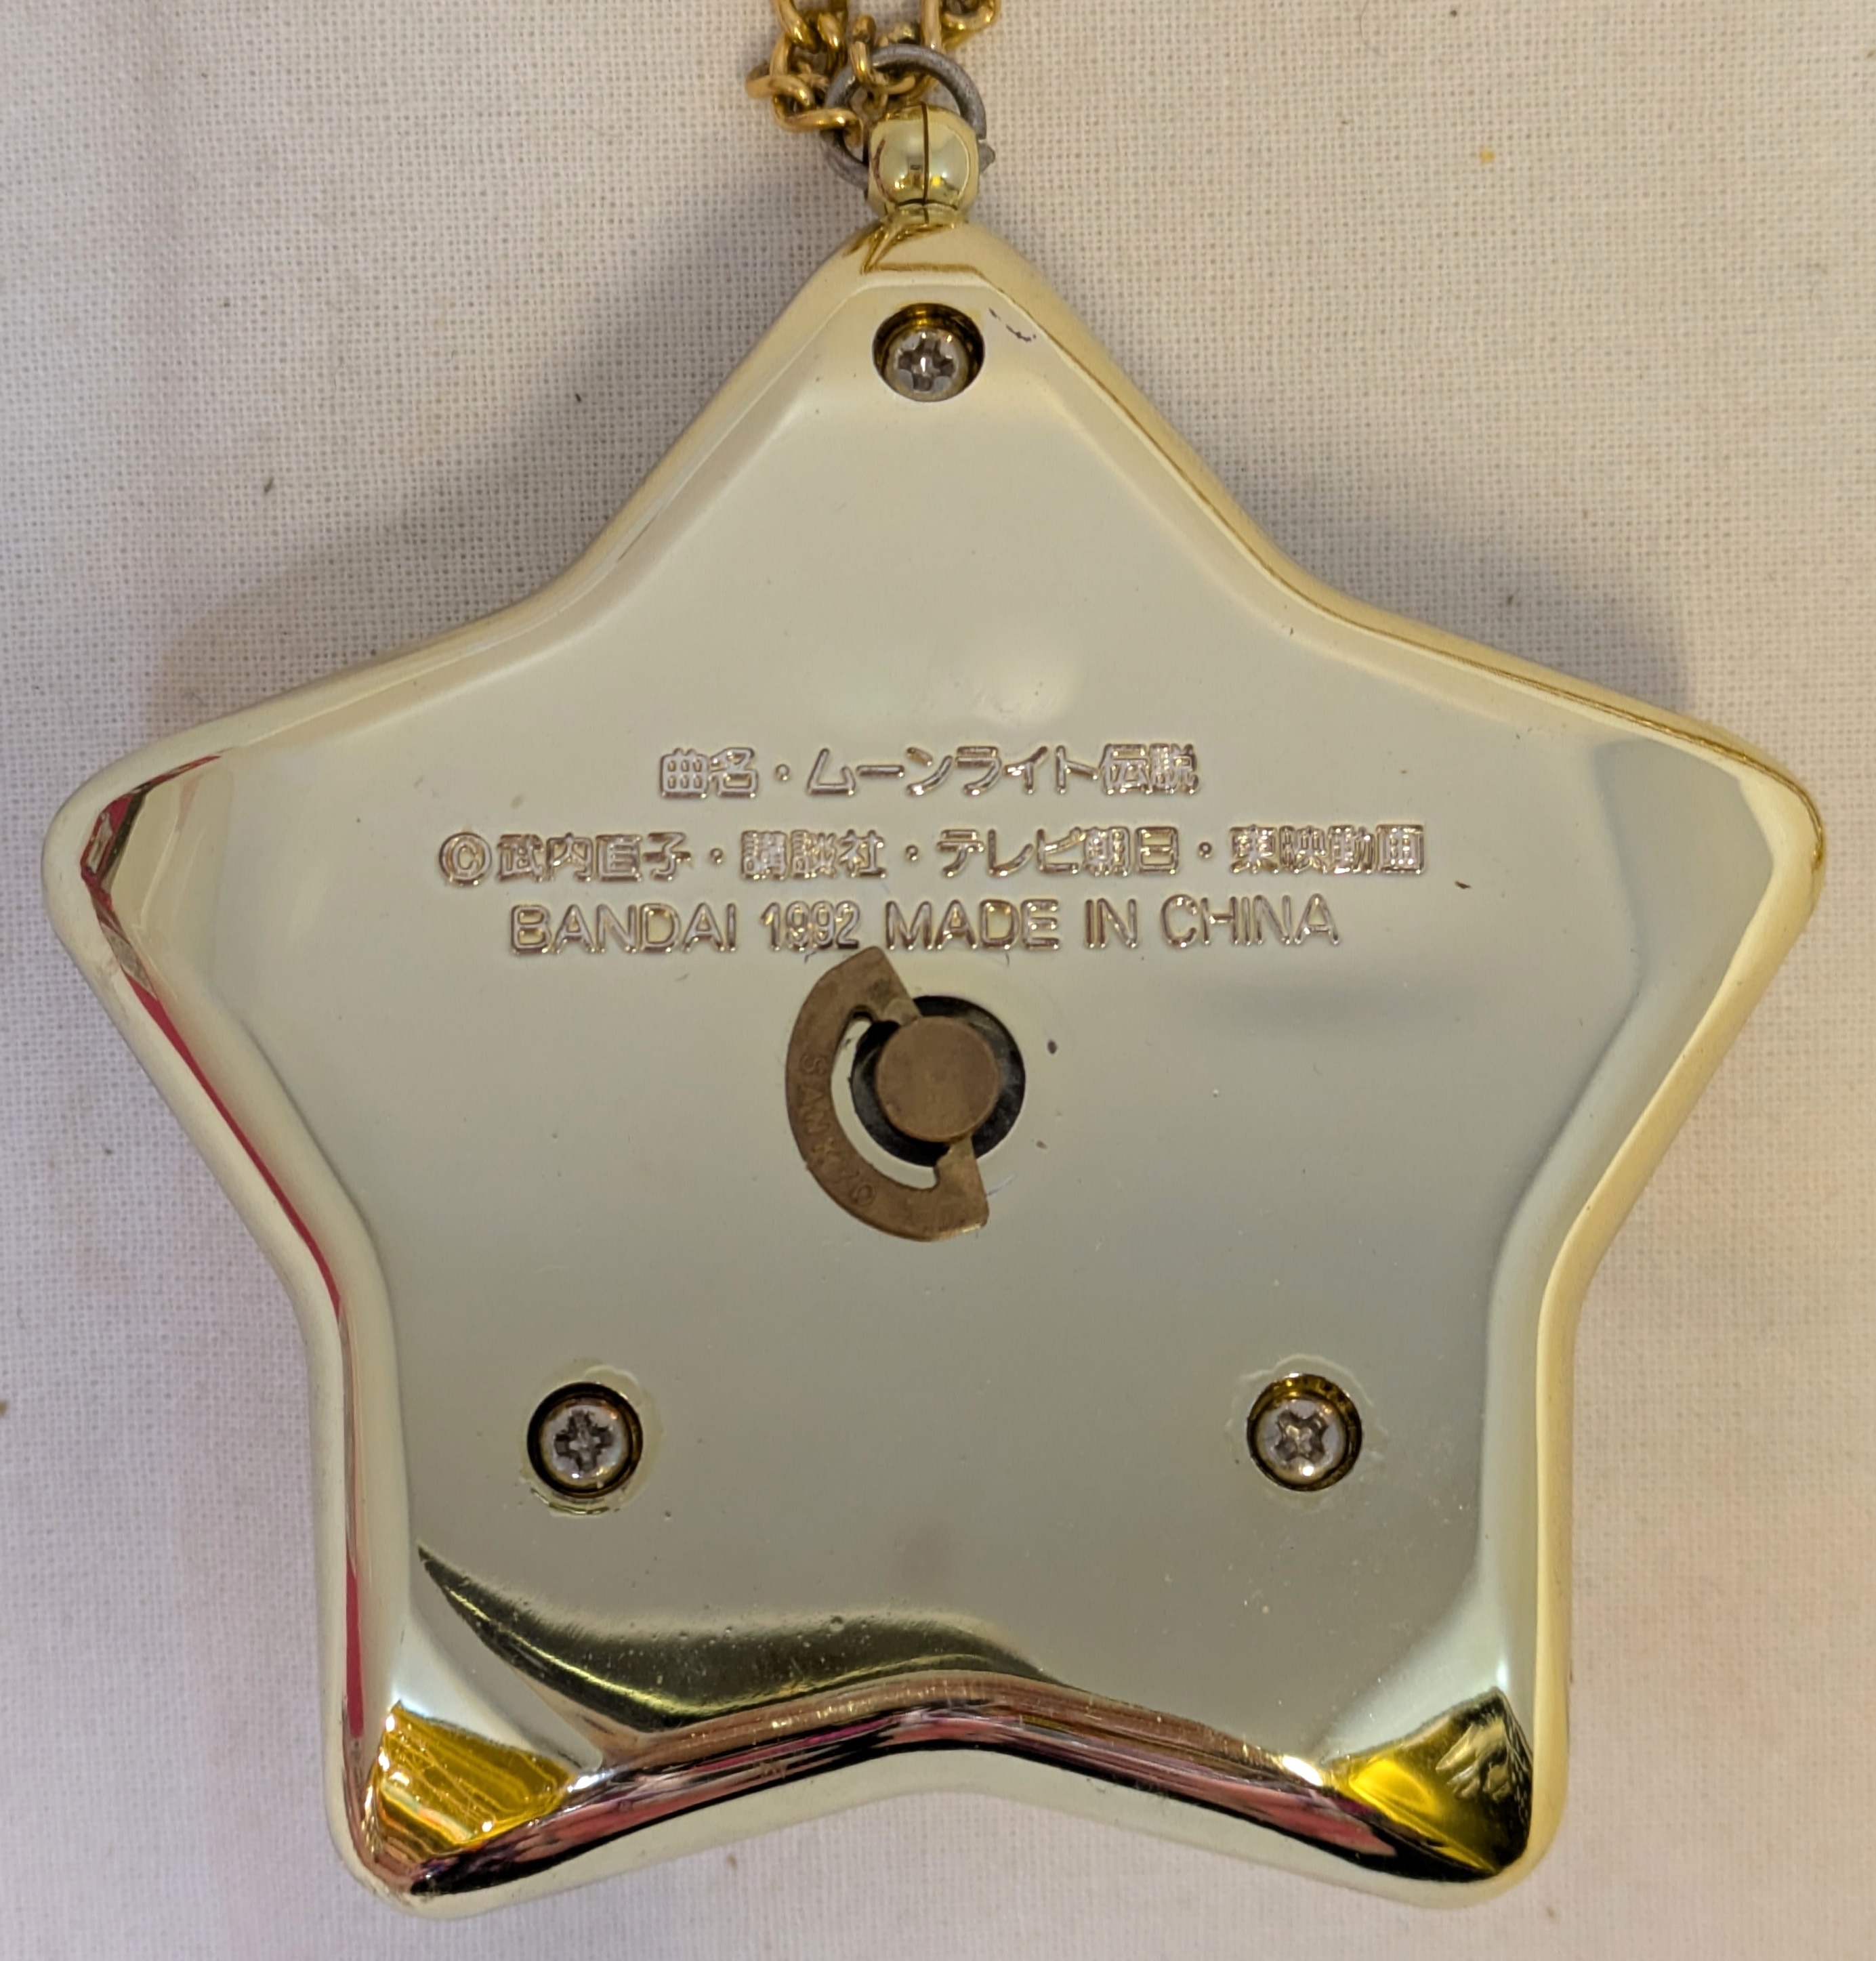 曲名・ムーンライト伝説
©武内直子・講談社・テレビ朝日・東映動画
BANDAI 1992 MADE IN CHINA
SANKYO